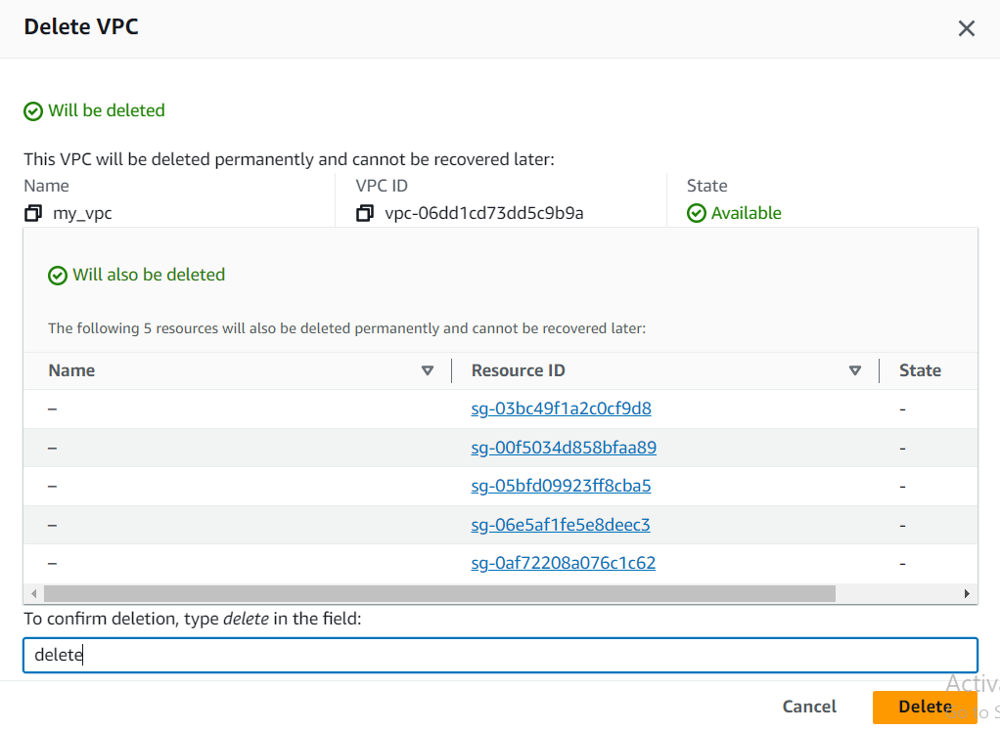 Delete VPC
Will be deleted
This VPC will be deleted permanently and cannot be recovered later:
Name VPC ID State
my_vpc vpc-06dd1cd73dd5c9b9a Available
Will also be deleted
The following 5 resources will also be deleted permanently and cannot be recovered later:
Name Resource ID State
– sg-03bc49f1a2c0cf9d8 -
– sg-00f5034d858bfaa89 -
– sg-05bfd09923ff8cba5 -
– sg-06e5af1fe5e8deec3 -
– sg-0af72208a076c1c62 -
To confirm deletion, type delete in the field:
delete
Cancel Delete